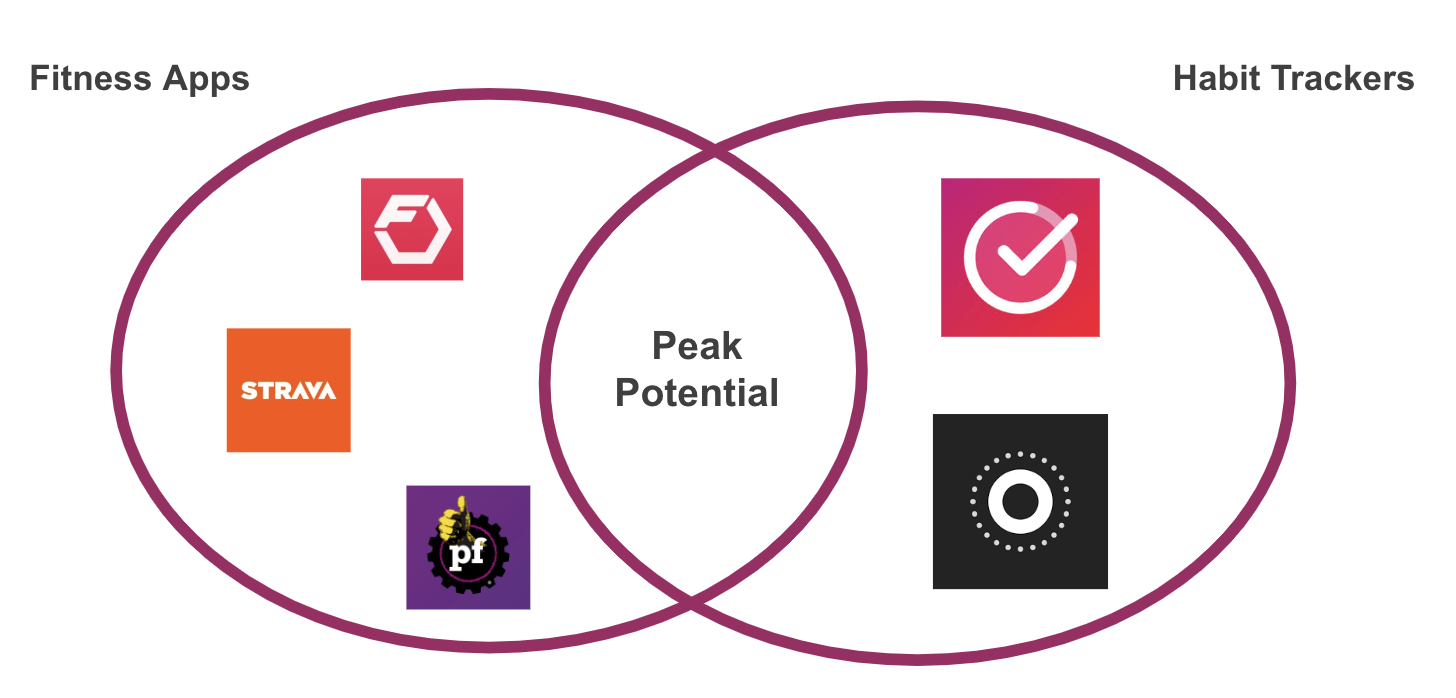 Fitness Apps
Habit Trackers
STRAVA
Peak
Potential
pf